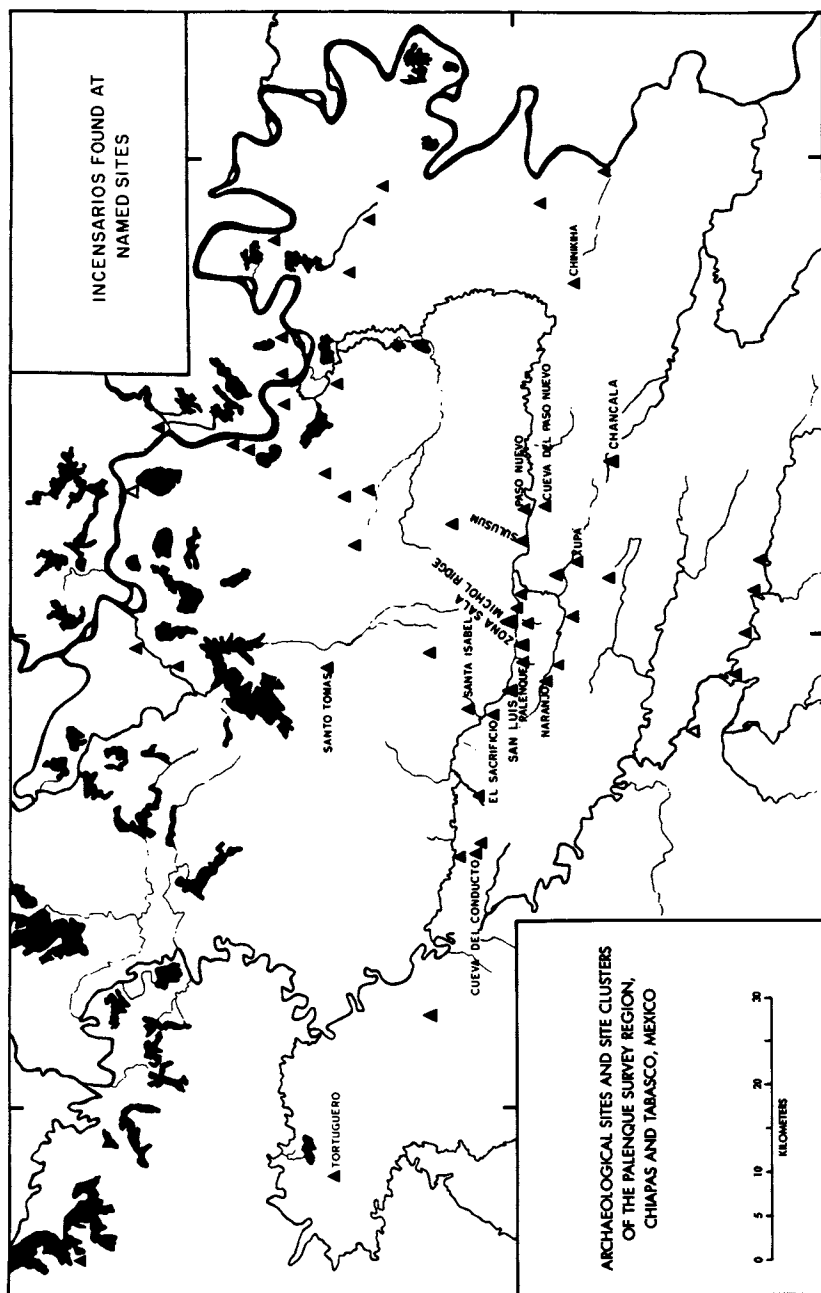 INCENSARIOS FOUND AT
NAMED SITES
TORTUGUERO
SANTO TOMAS
CUEVA DEL CONDUCTO
EL SACRIFICIO
SANTA ISABEL
SAN LUIS
PALENQUE
NARANJO
ZONA SALA
MICHOL RIDGE
SULUSUM
PASO NUEVO
CUEVA DEL PASO NUEVO
XUPA
CHANCALA
CHINIKIHA
ARCHAEOLOGICAL SITES AND SITE CLUSTERS
OF THE PALENQUE SURVEY REGION,
CHIAPAS AND TABASCO, MEXICO
0 5 10 20 30
KILOMETERS